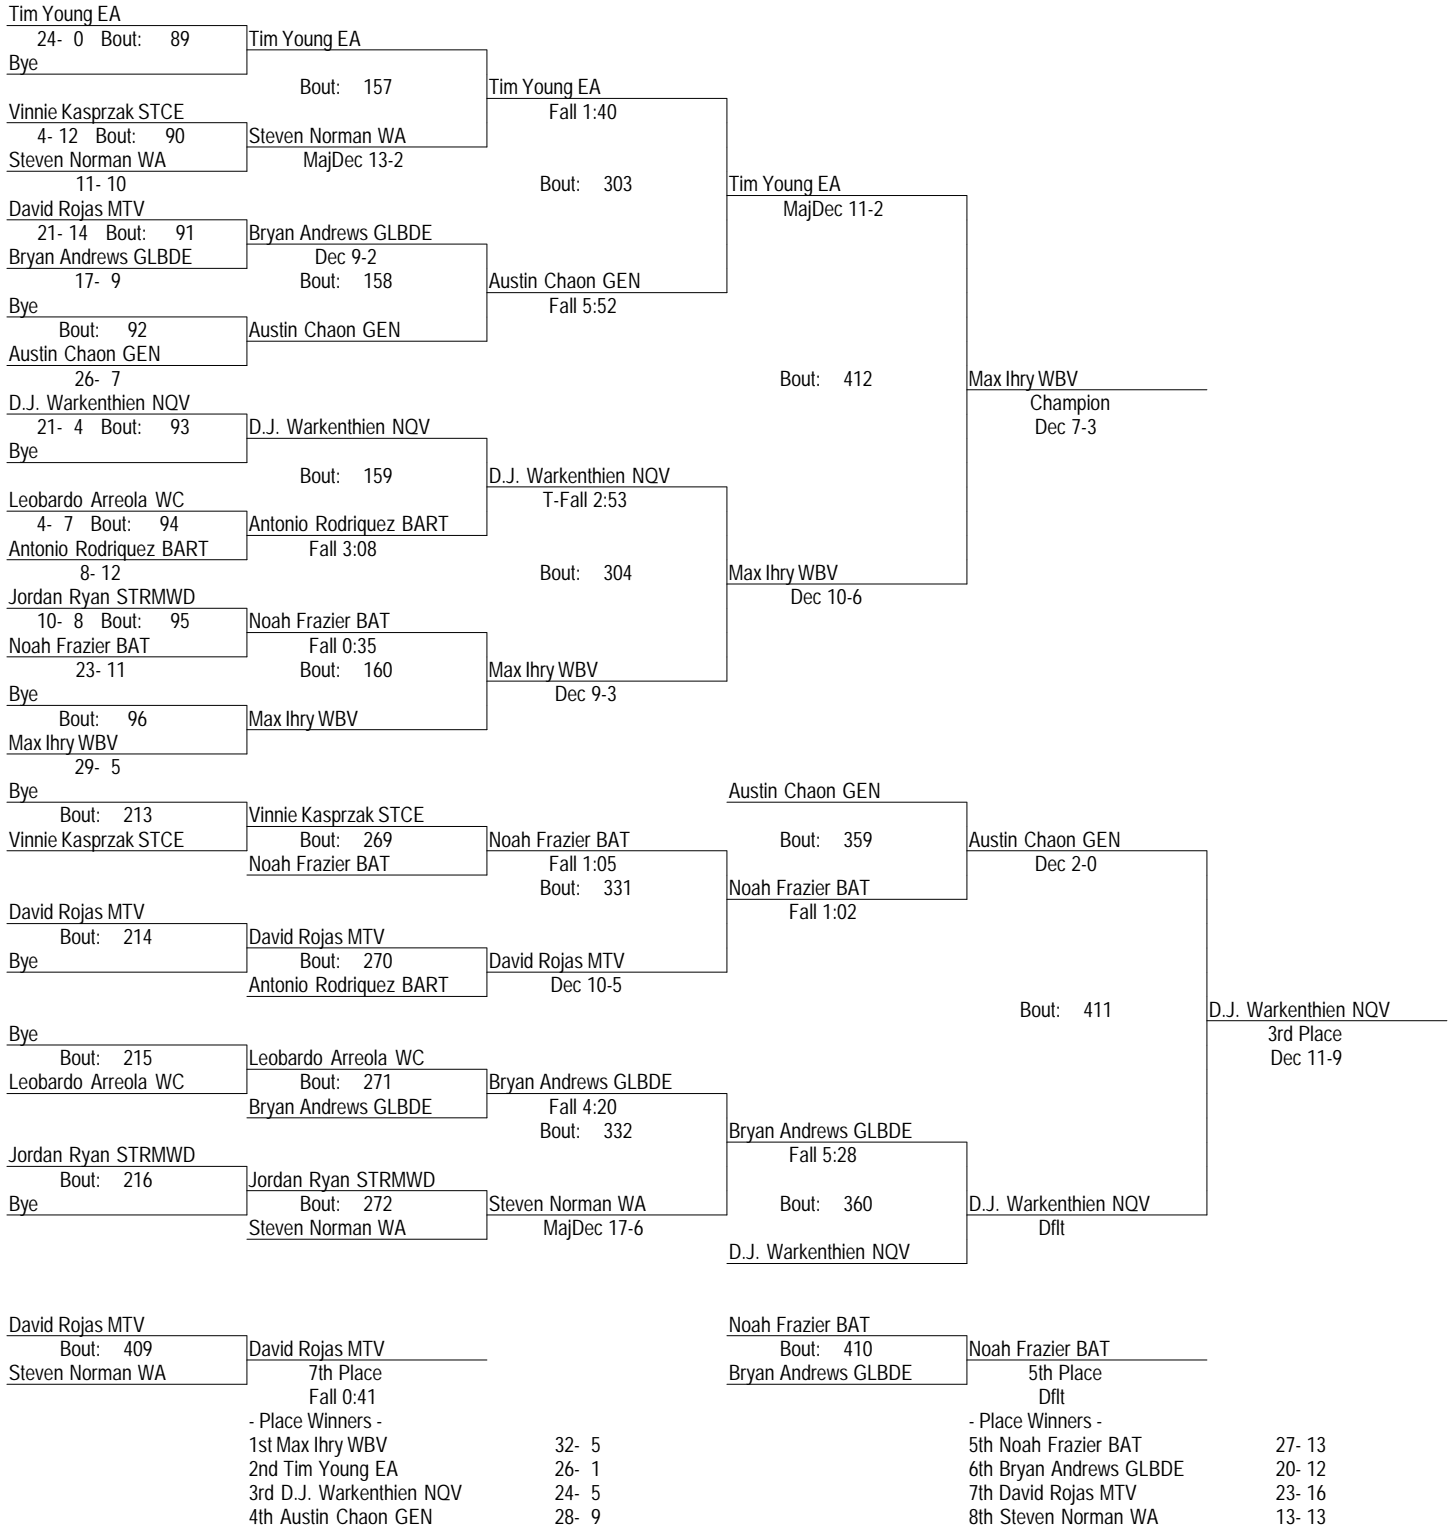 Tim Young EA
24- 0 Bout: 89 Tim Young EA
Bye
Bout: 157 Tim Young EA
Vinnie Kasprzak STCE Fall 1:40
4- 12 Bout: 90 Steven Norman WA
Steven Norman WA MajDec 13-2
11- 10 Bout: 303 Tim Young EA
David Rojas MTV MajDec 11-2
21- 14 Bout: 91 Bryan Andrews GLBDE
Bryan Andrews GLBDE Dec 9-2
17- 9 Bout: 158 Austin Chaon GEN
Bye Fall 5:52
Bout: 92 Austin Chaon GEN
Austin Chaon GEN
26- 7 Bout: 412 Max Ihry WBV
D.J. Warkenthien NQV Champion
21- 4 Bout: 93 D.J. Warkenthien NQV Dec 7-3
Bye
Bout: 159 D.J. Warkenthien NQV
Leobardo Arreola WC T-Fall 2:53
4- 7 Bout: 94 Antonio Rodriquez BART
Antonio Rodriquez BART Fall 3:08
8- 12 Bout: 304 Max Ihry WBV
Jordan Ryan STRMWD Dec 10-6
10- 8 Bout: 95 Noah Frazier BAT
Noah Frazier BAT Fall 0:35
23- 11 Bout: 160 Max Ihry WBV
Bye Dec 9-3
Bout: 96 Max Ihry WBV
Max Ihry WBV
29- 5
Bye Austin Chaon GEN
Bout: 213 Vinnie Kasprzak STCE
Vinnie Kasprzak STCE Bout: 269 Noah Frazier BAT Bout: 359 Austin Chaon GEN
Noah Frazier BAT Fall 1:05 Dec 2-0
Bout: 331 Noah Frazier BAT
David Rojas MTV Fall 1:02
Bout: 214 David Rojas MTV
Bye Bout: 270 David Rojas MTV
Antonio Rodriquez BART Dec 10-5
Bout: 411 D.J. Warkenthien NQV
Bye 3rd Place
Bout: 215 Leobardo Arreola WC Dec 11-9
Leobardo Arreola WC Bout: 271 Bryan Andrews GLBDE
Bryan Andrews GLBDE Fall 4:20
Bout: 332 Bryan Andrews GLBDE
Jordan Ryan STRMWD Fall 5:28
Bout: 216 Jordan Ryan STRMWD
Bye Bout: 272 Steven Norman WA Bout: 360 D.J. Warkenthien NQV
Steven Norman WA MajDec 17-6 Dflt
D.J. Warkenthien NQV
David Rojas MTV Noah Frazier BAT
Bout: 409 David Rojas MTV Bout: 410 Noah Frazier BAT
Steven Norman WA 7th Place Bryan Andrews GLBDE 5th Place
Fall 0:41 Dflt
- Place Winners - - Place Winners -
1st Max Ihry WBV 32- 5 5th Noah Frazier BAT 27- 13
2nd Tim Young EA 26- 1 6th Bryan Andrews GLBDE 20- 12
3rd D.J. Warkenthien NQV 24- 5 7th David Rojas MTV 23- 16
4th Austin Chaon GEN 28- 9 8th Steven Norman WA 13- 13